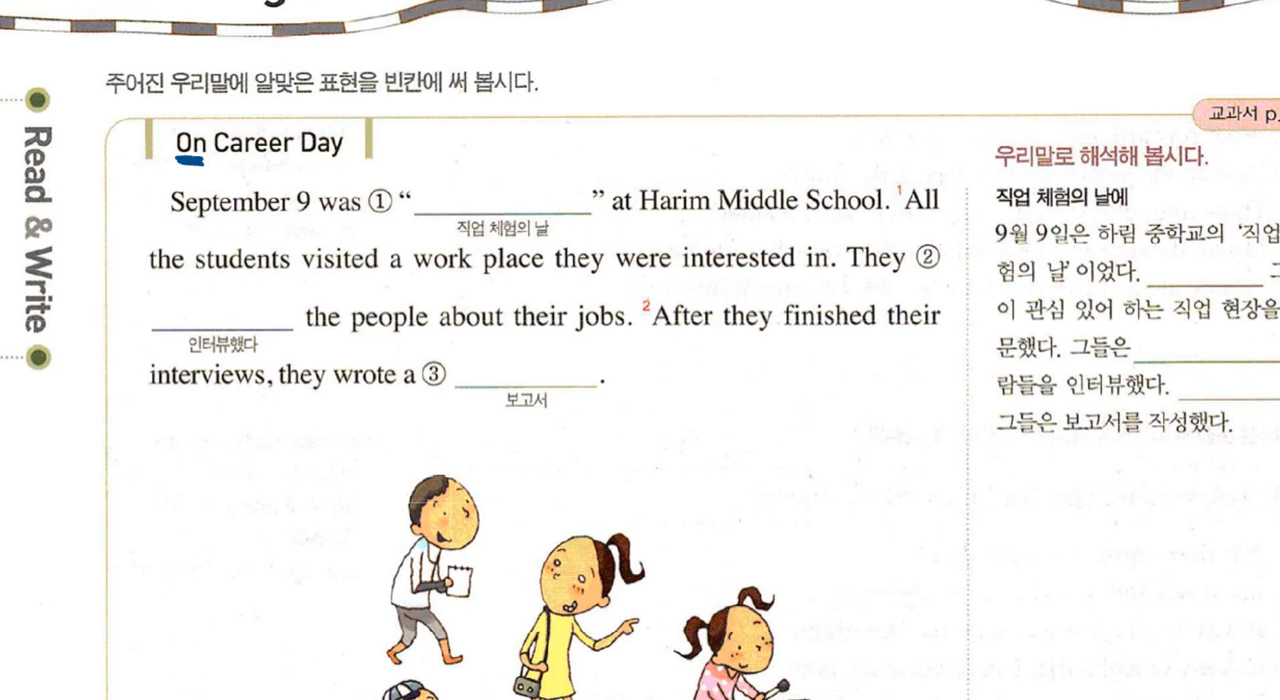 주어진 우리말에 알맞은 표현을 빈칸에 써 봅시다.
Read & Write
교과서 p.
On Career Day
September 9 was ① “____________” at Harim Middle School. ¹All
직업 체험의 날
the students visited a work place they were interested in. They ②
__________ the people about their jobs. ²After they finished their
인터뷰했다
interviews, they wrote a ③ __________.
보고서
우리말로 해석해 봅시다.
직업 체험의 날에
9월 9일은 하림 중학교의 ‘직업
험의 날’이었다. __________
이 관심 있어 하는 직업 현장을
문했다. 그들은 __________
람들을 인터뷰했다. __________
그들은 보고서를 작성했다.